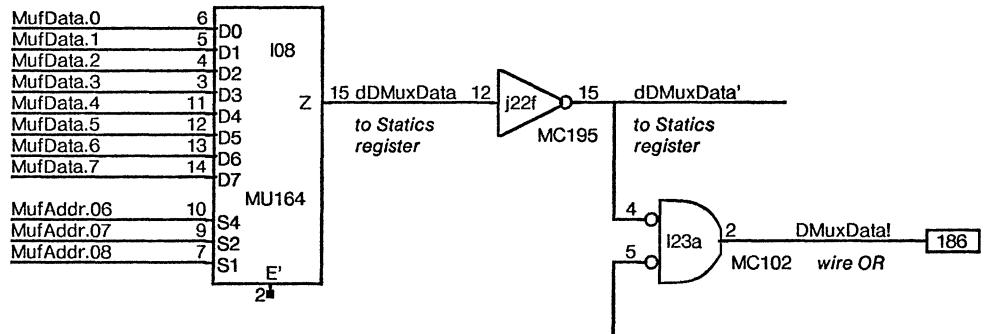 MufData.0 6 D0
MufData.1 5 D1
MufData.2 4 D2
MufData.3 3 D3
MufData.4 11 D4
MufData.5 12 D5
MufData.6 13 D6
MufData.7 14 D7
I08
Z
MU164
MufAddr.06 10 S4
MufAddr.07 9 S2
MufAddr.08 7 S1
E'
2
15 dDMuxData 12
to Statics
register
j22f
MC195
15 dDMuxData'
to Statics
register
4
5
I23a
2
MC102
DMuxData!
wire OR
186